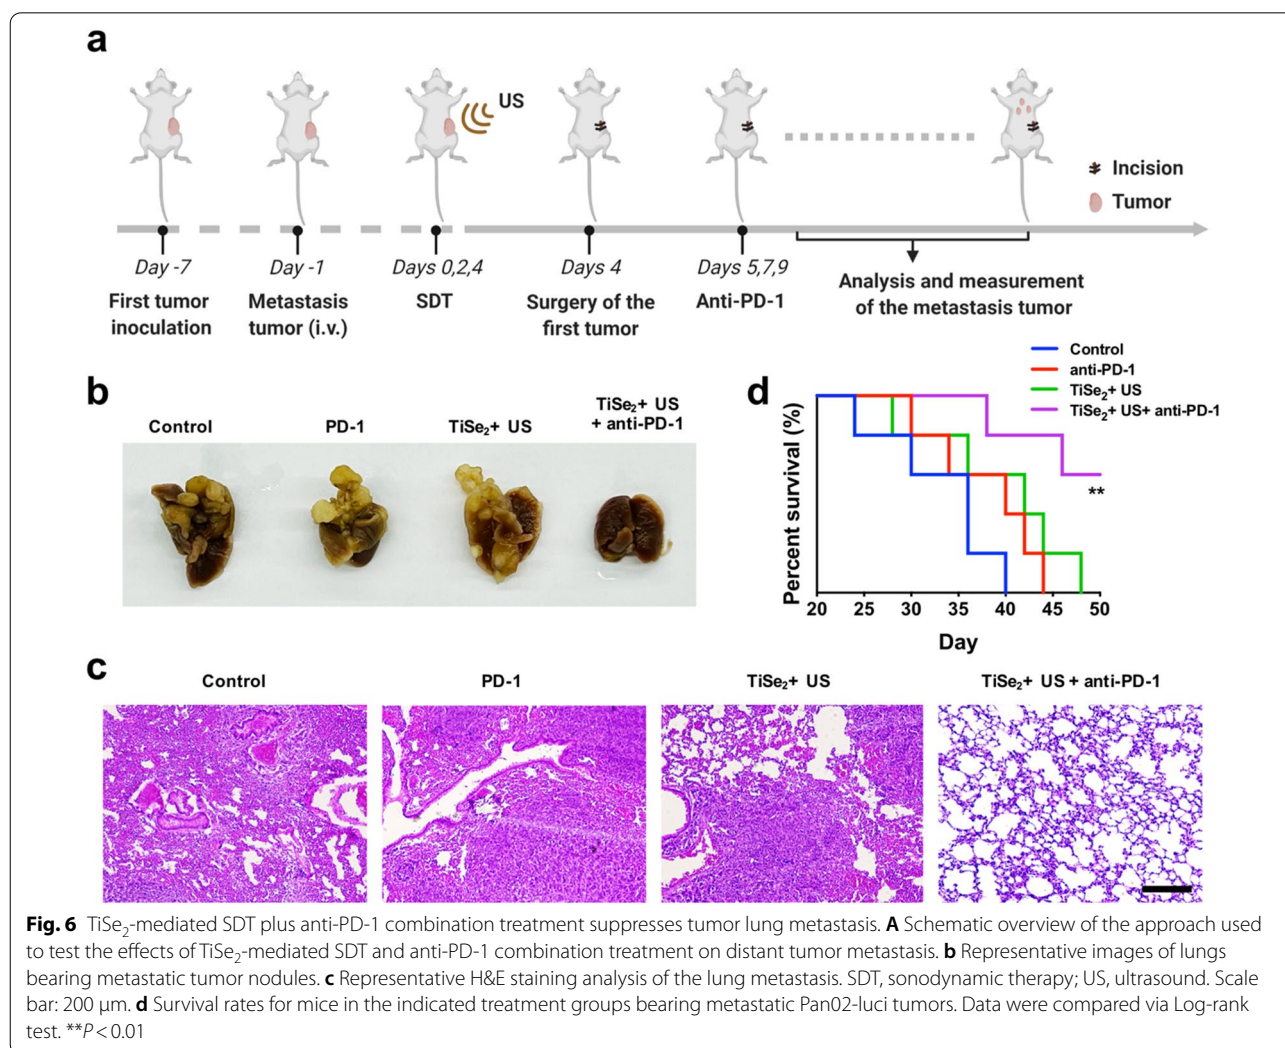 a
US
Incision
Tumor
Day -7
Day -1
Days 0,2,4
Day 4
Days 5,7,9
First tumor
inoculation
Metastasis
tumor (i.v.)
SDT
Surgery of the
first tumor
Anti-PD-1
Analysis and measurement
of the metastasis tumor
b
Control
PD-1
TiSe₂+ US
TiSe₂+ US
+ anti-PD-1
d
Control
anti-PD-1
TiSe₂+ US
TiSe₂+ US+ anti-PD-1
Percent survival (%)
**
20 25 30 35 40 45 50
Day
c
Control
PD-1
TiSe₂+ US
TiSe₂+ US + anti-PD-1
Fig. 6 TiSe₂-mediated SDT plus anti-PD-1 combination treatment suppresses tumor lung metastasis. A Schematic overview of the approach used
to test the effects of TiSe₂-mediated SDT and anti-PD-1 combination treatment on distant tumor metastasis. b Representative images of lungs
bearing metastatic tumor nodules. c Representative H&E staining analysis of the lung metastasis. SDT, sonodynamic therapy; US, ultrasound. Scale
bar: 200 μm. d Survival rates for mice in the indicated treatment groups bearing metastatic Pan02-luci tumors. Data were compared via Log-rank
test. **P < 0.01